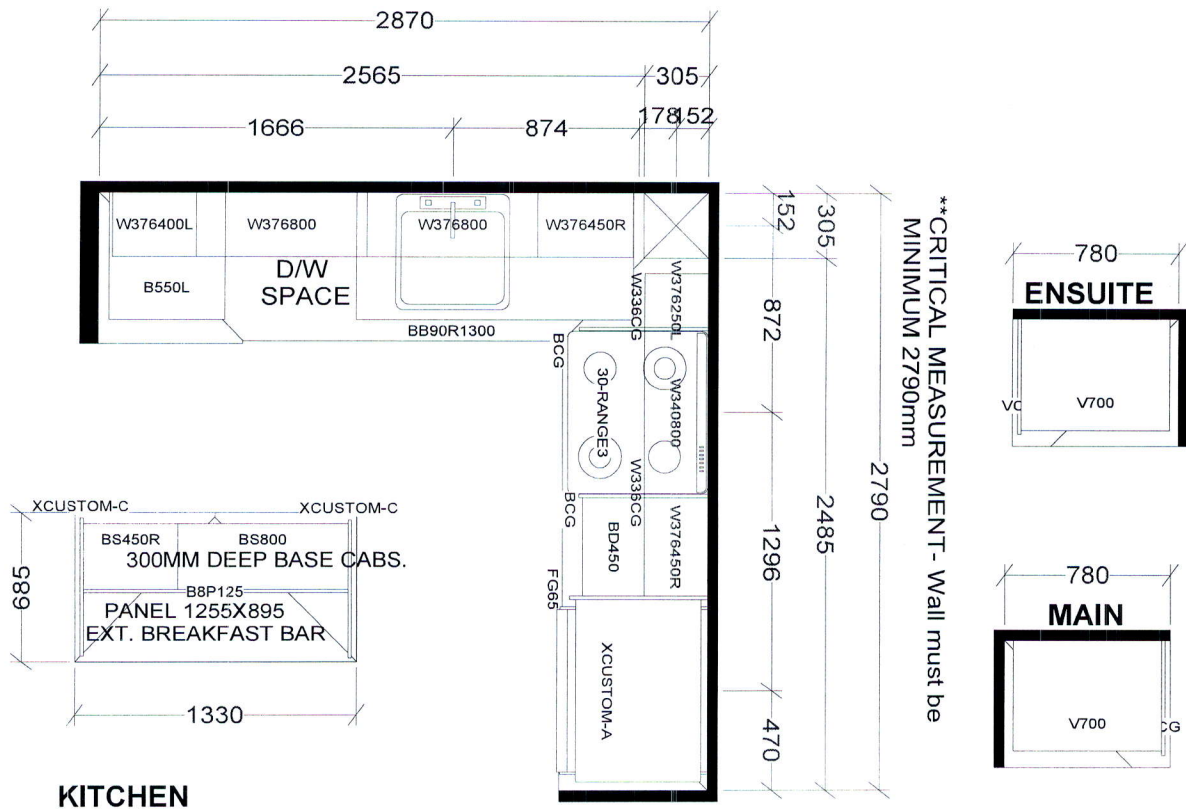 2870
2565
305
1666
874
178
152
W376400L
W376800
W376800
W376450R
D/W
SPACE
B550L
BB90R1300
W336CG
W376250L
BCG
30-RANGE3
W340800
BCG
W336CG
BD450
W376450R
FG65
XCUSTOM-A
152
305
872
2790
2485
1296
470
**CRITICAL MEASUREMENT- Wall must be
MINIMUM 2790mm
780
ENSUITE
V700
780
MAIN
V700
XCUSTOM-C
XCUSTOM-C
BS450R
BS800
300MM DEEP BASE CABS.
685
B8P125
PANEL 1255X895
EXT. BREAKFAST BAR
1330
KITCHEN